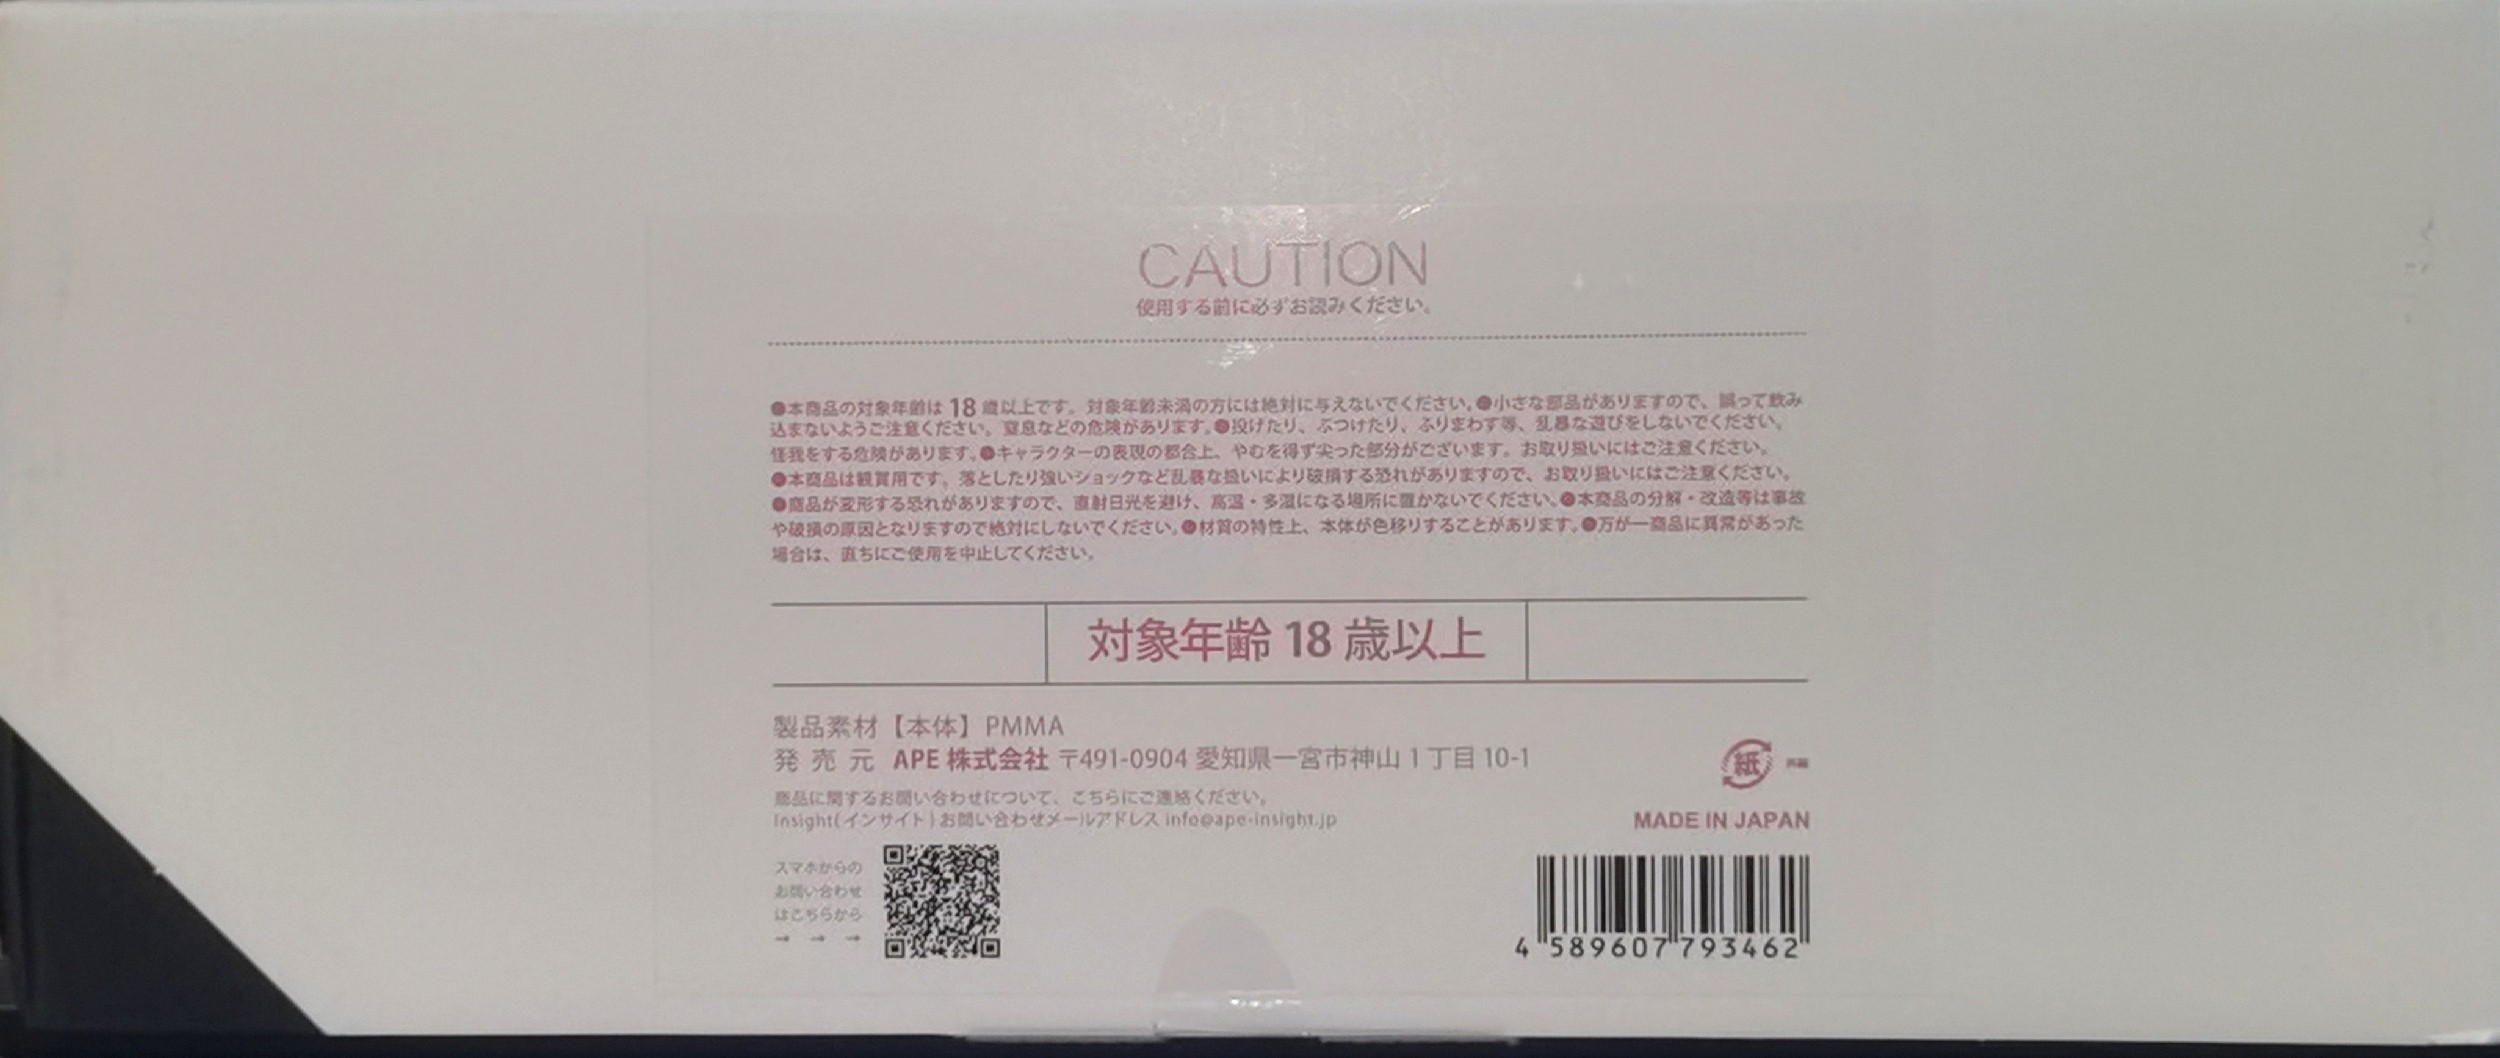 CAUTION
使用する前に必ずお読みください。
●本商品の対象年齢は 18 歳以上です。対象年齢未満の方には絶対に与えないでください。●小さな部品がありますので、誤って飲み
込まないようご注意ください。窒息などの危険があります。●投げたり、ぶつけたり、ふりまわす等、乱暴な遊びをしないでください。
怪我をする危険があります。●キャラクターの表現の都合上、やむを得ず尖った部分がございます。お取り扱いにはご注意ください。
●本商品は観賞用です。落としたり強いショックなど乱暴な扱いにより破損する恐れがありますので、お取り扱いにはご注意ください。
●商品が変形する恐れがありますので、直射日光を避け、高温・多湿になる場所に置かないでください。●本商品の分解・改造等は事故
や破損の原因となりますので絶対にしないでください。●材質の特性上、本体が色移りすることがあります。●万が一商品に異常があった
場合は、直ちにご使用を中止してください。
対象年齢 18 歳以上
製品素材【本体】PMMA
発 売 元 APE 株式会社 〒491-0904 愛知県一宮市神山 1 丁目 10-1
商品に関するお問い合わせについて、こちらにご連絡ください。
Insight(インサイト)お問い合わせメールアドレス info@ape-insight.jp
スマホからの
お問い合わせ
はこちらから
→ → →
紙 外箱
MADE IN JAPAN
4 589607 793462